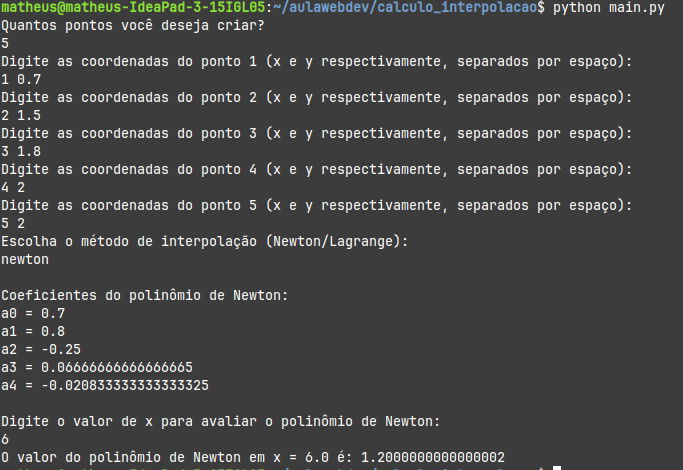 matheus@matheus-IdeaPad-3-15IGL05:~/aulawebdev/calculo_interpolacao$ python main.py
Quantos pontos você deseja criar?
5
Digite as coordenadas do ponto 1 (x e y respectivamente, separados por espaço):
1 0.7
Digite as coordenadas do ponto 2 (x e y respectivamente, separados por espaço):
2 1.5
Digite as coordenadas do ponto 3 (x e y respectivamente, separados por espaço):
3 1.8
Digite as coordenadas do ponto 4 (x e y respectivamente, separados por espaço):
4 2
Digite as coordenadas do ponto 5 (x e y respectivamente, separados por espaço):
5 2
Escolha o método de interpolação (Newton/Lagrange):
newton
Coeficientes do polinômio de Newton:
a0 = 0.7
a1 = 0.8
a2 = -0.25
a3 = 0.06666666666666665
a4 = -0.020833333333333325
Digite o valor de x para avaliar o polinômio de Newton:
6
O valor do polinômio de Newton em x = 6.0 é: 1.2000000000000002